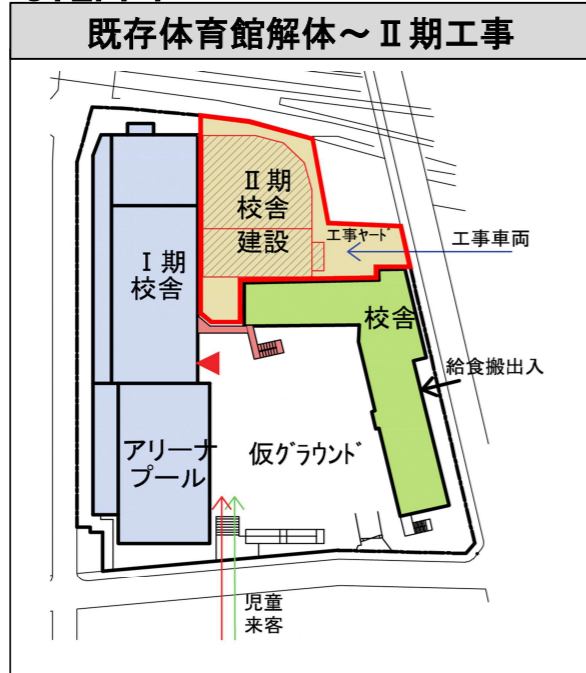 既存体育館解体～Ⅱ期工事
Ⅱ期
校舎
建設
工事ヤード
工事車両
Ⅰ期
校舎
校舎
給食搬出入
アリーナ
プール
仮グラウンド
児童
来客